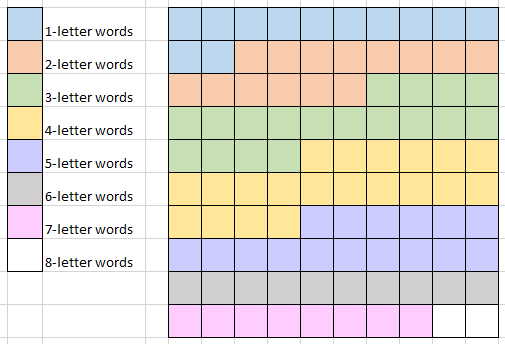 1-letter words
2-letter words
3-letter words
4-letter words
5-letter words
6-letter words
7-letter words
8-letter words